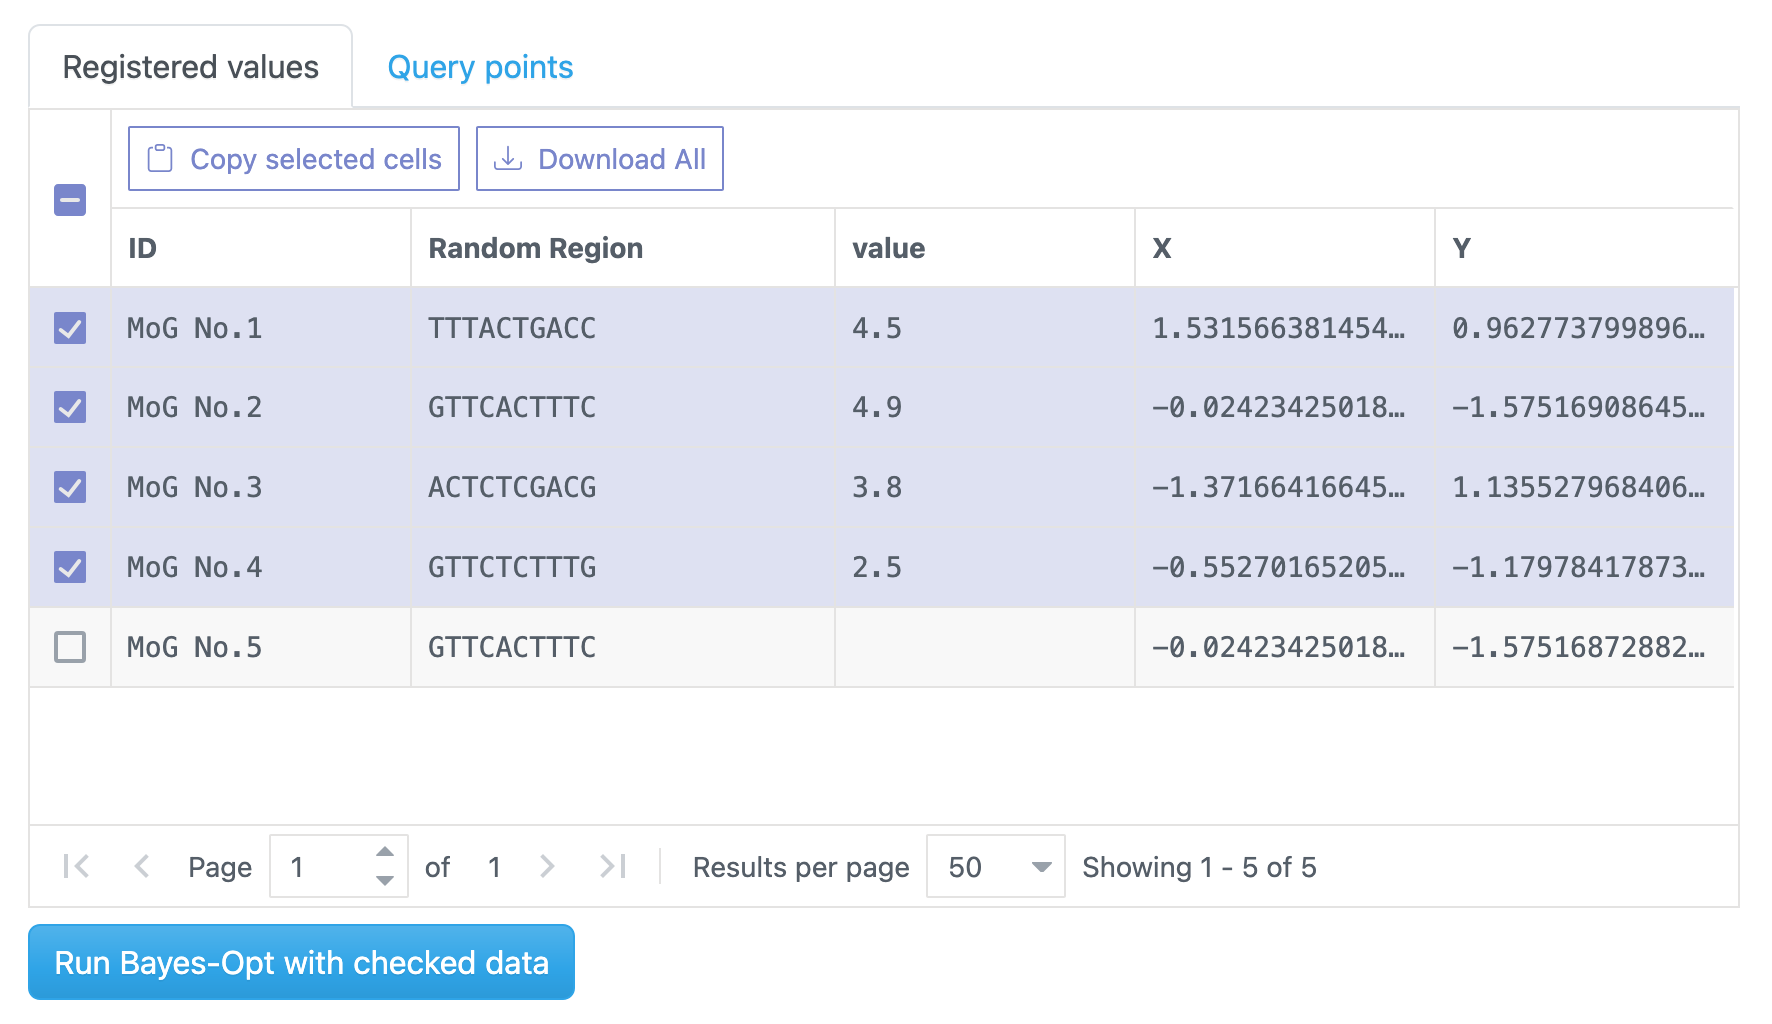 Registered values Query points
Copy selected cells Download All
ID Random Region value X Y
MoG No.1 TTTACTGACC 4.5 1.531566381454… 0.962773799896…
MoG No.2 GTTCACTTTC 4.9 −0.02423425018… −1.57516908645…
MoG No.3 ACTCTCGACG 3.8 −1.37166416645… 1.135527968406…
MoG No.4 GTTCTCTTTG 2.5 −0.55270165205… −1.17978417873…
MoG No.5 GTTCACTTTC −0.02423425018… −1.57516872882…
Page 1 of 1 Results per page 50 Showing 1 - 5 of 5
Run Bayes-Opt with checked data